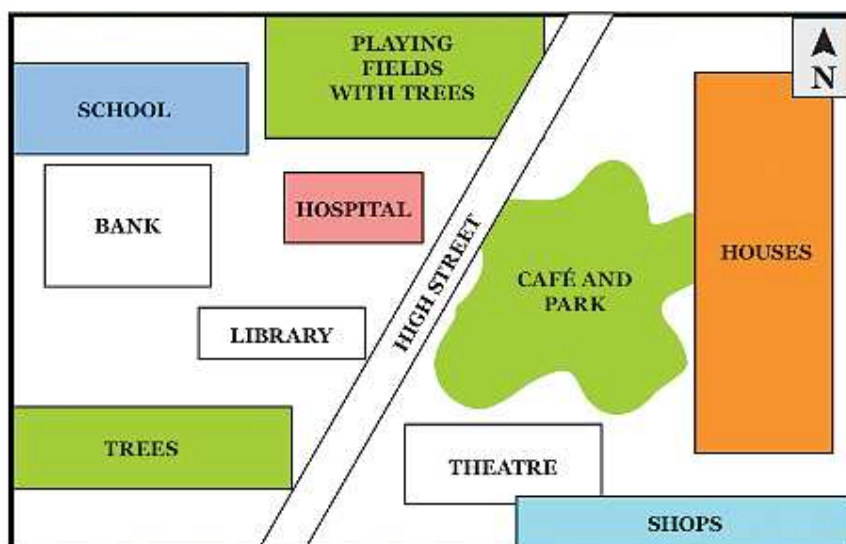 PLAYING
FIELDS
WITH TREES
N
SCHOOL
HOSPITAL
BANK
HIGH STREET
CAFÉ AND
PARK
HOUSES
LIBRARY
TREES
THEATRE
SHOPS